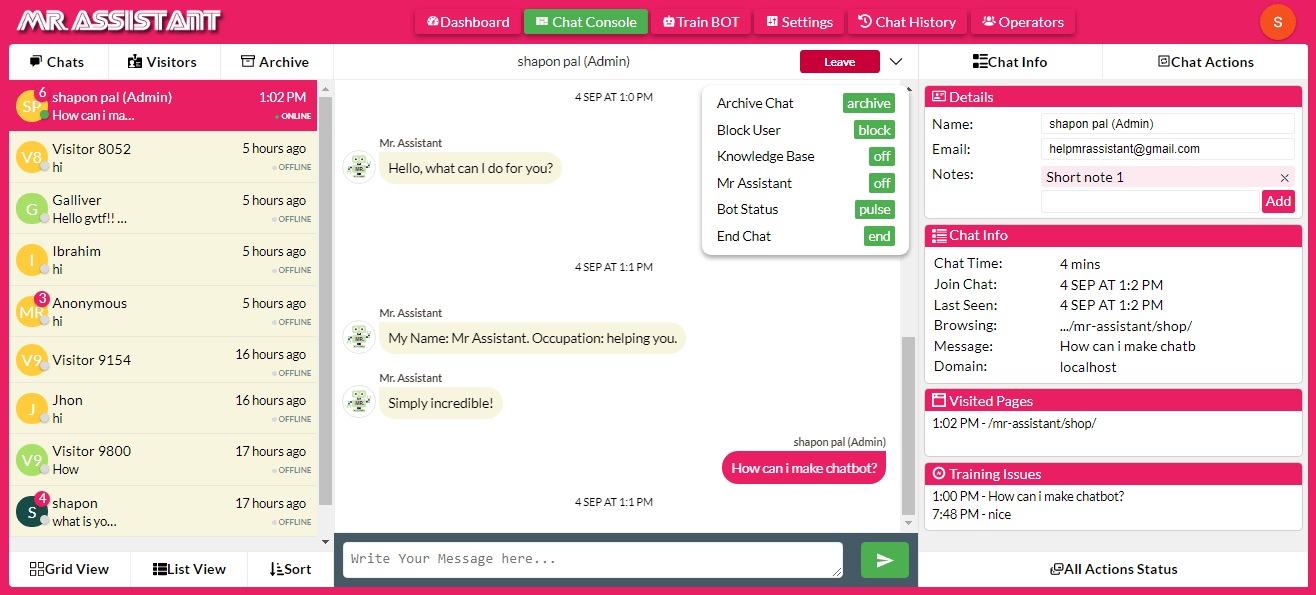 MR ASSISTANT
Dashboard
Chat Console
Train BOT
Settings
Chat History
Operators
S
Chats
Visitors
Archive
SP
6
shapon pal (Admin)
1:02 PM
How can i ma...
ONLINE
V8
Visitor 8052
5 hours ago
hi
OFFLINE
G
Galliver
5 hours ago
Hello gvtf!! ...
OFFLINE
I
Ibrahim
5 hours ago
hi
OFFLINE
MR
3
Anonymous
5 hours ago
hi
OFFLINE
V9
Visitor 9154
16 hours ago
OFFLINE
J
Jhon
16 hours ago
hi
OFFLINE
V9
Visitor 9800
17 hours ago
How
OFFLINE
S
4
shapon
17 hours ago
what is yo...
OFFLINE
Grid View
List View
Sort
shapon pal (Admin)
Leave
4 SEP AT 1:0 PM
Mr. Assistant
Hello, what can I do for you?
4 SEP AT 1:1 PM
Mr. Assistant
My Name: Mr Assistant. Occupation: helping you.
Mr. Assistant
Simply incredible!
shapon pal (Admin)
How can i make chatbot?
4 SEP AT 1:1 PM
Write Your Message here...
Archive Chat archive
Block User block
Knowledge Base off
Mr Assistant off
Bot Status pulse
End Chat end
Chat Info
Chat Actions
Details
Name: shapon pal (Admin)
Email: helpmrassistant@gmail.com
Notes: Short note 1 ×
Add
Chat Info
Chat Time: 4 mins
Join Chat: 4 SEP AT 1:2 PM
Last Seen: 4 SEP AT 1:2 PM
Browsing: .../mr-assistant/shop/
Message: How can i make chatb
Domain: localhost
Visited Pages
1:02 PM - /mr-assistant/shop/
Training Issues
1:00 PM - How can i make chatbot?
7:48 PM - nice
All Actions Status